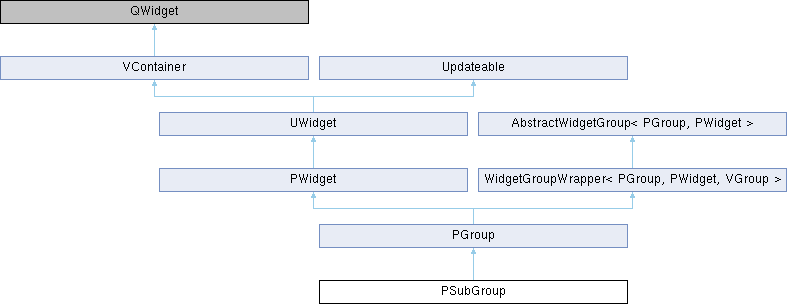 QWidget
VContainer
Updateable
UWidget
AbstractWidgetGroup< PGroup, PWidget >
PWidget
WidgetGroupWrapper< PGroup, PWidget, VGroup >
PGroup
PSubGroup